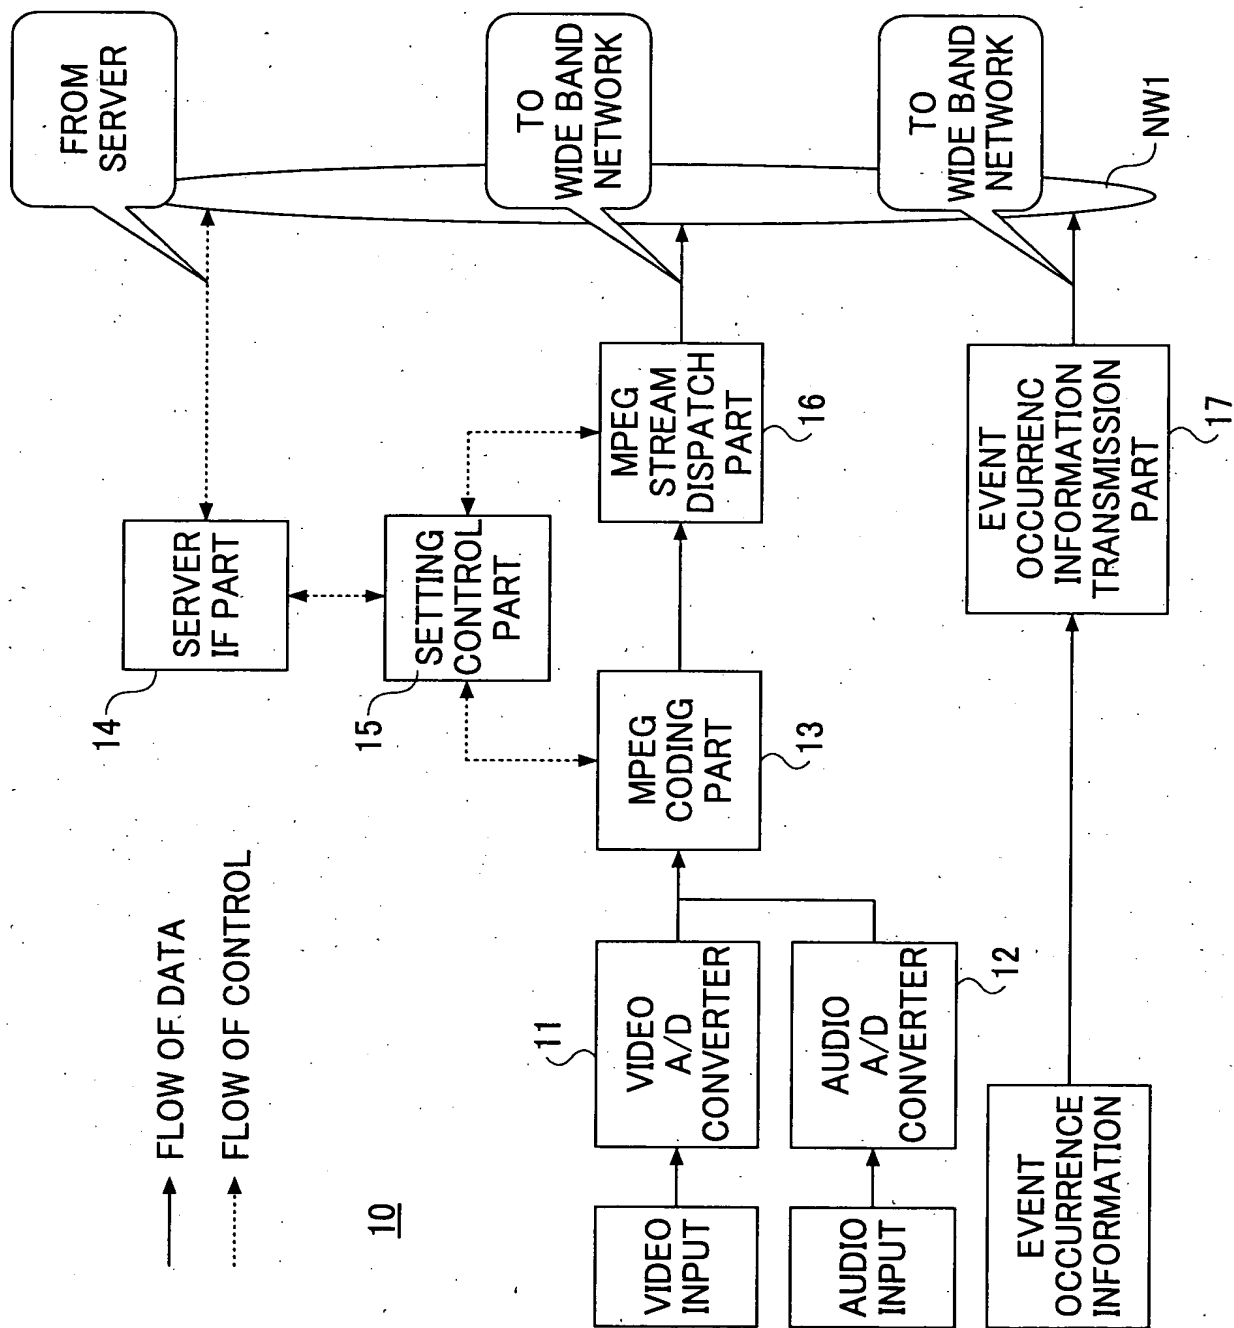 FLOW OF DATA
FLOW OF CONTROL
10
FROM
SERVER
14
SERVER
IF PART
15
SETTING
CONTROL
PART
TO
WIDE BAND
NETWORK
11
VIDEO
INPUT
VIDEO
A/D
CONVERTER
MPEG
CODING
PART
13
MPEG
STREAM
DISPATCH
PART
16
AUDIO
INPUT
AUDIO
A/D
CONVERTER
12
TO
WIDE BAND
NETWORK
EVENT
OCCURRENCE
INFORMATION
EVENT
OCCURRENC
INFORMATION
TRANSMISSION
PART
17
NW1